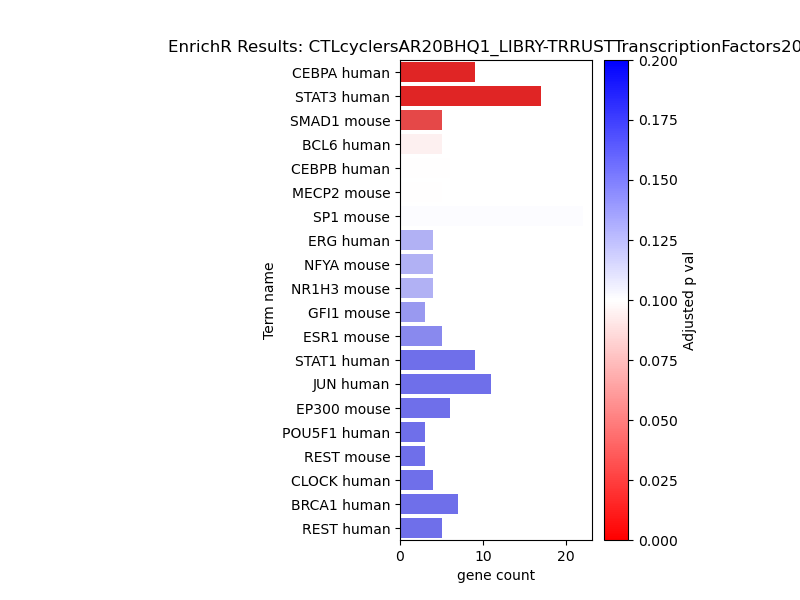 EnrichR Results: CTLcyclersAR20BHQ1_LIBRY-TRRUSTTranscriptionFactors20
CEBPA human
STAT3 human
SMAD1 mouse
BCL6 human
CEBPB human
MECP2 mouse
SP1 mouse
ERG human
NFYA mouse
NR1H3 mouse
GFI1 mouse
ESR1 mouse
STAT1 human
JUN human
EP300 mouse
POU5F1 human
REST mouse
CLOCK human
BRCA1 human
REST human
Term name
0 10 20
gene count
0.200
0.175
0.150
0.125
0.100
0.075
0.050
0.025
0.000
Adjusted p val